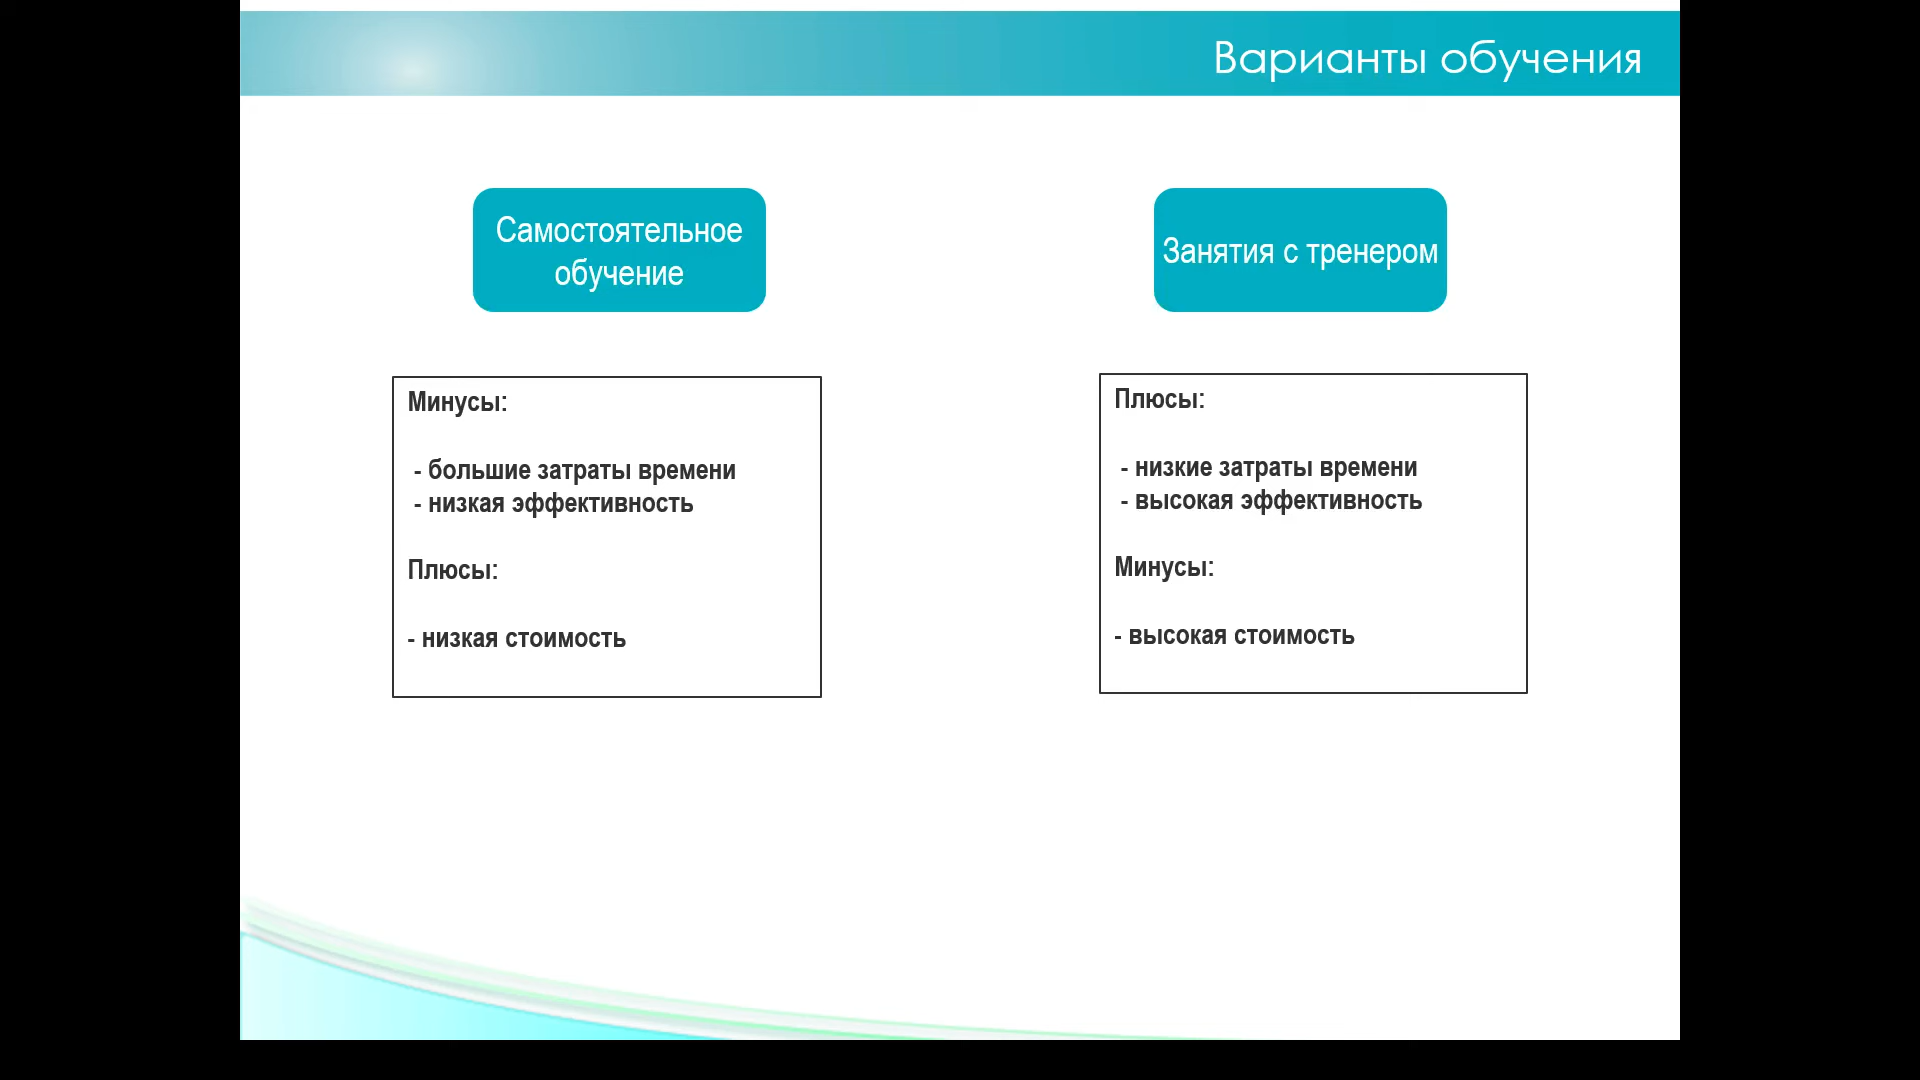 Варианты обучения
Самостоятельное
обучение
Минусы:
- большие затраты времени
- низкая эффективность
Плюсы:
- низкая стоимость
Занятия с тренером
Плюсы:
- низкие затраты времени
- высокая эффективность
Минусы:
- высокая стоимость